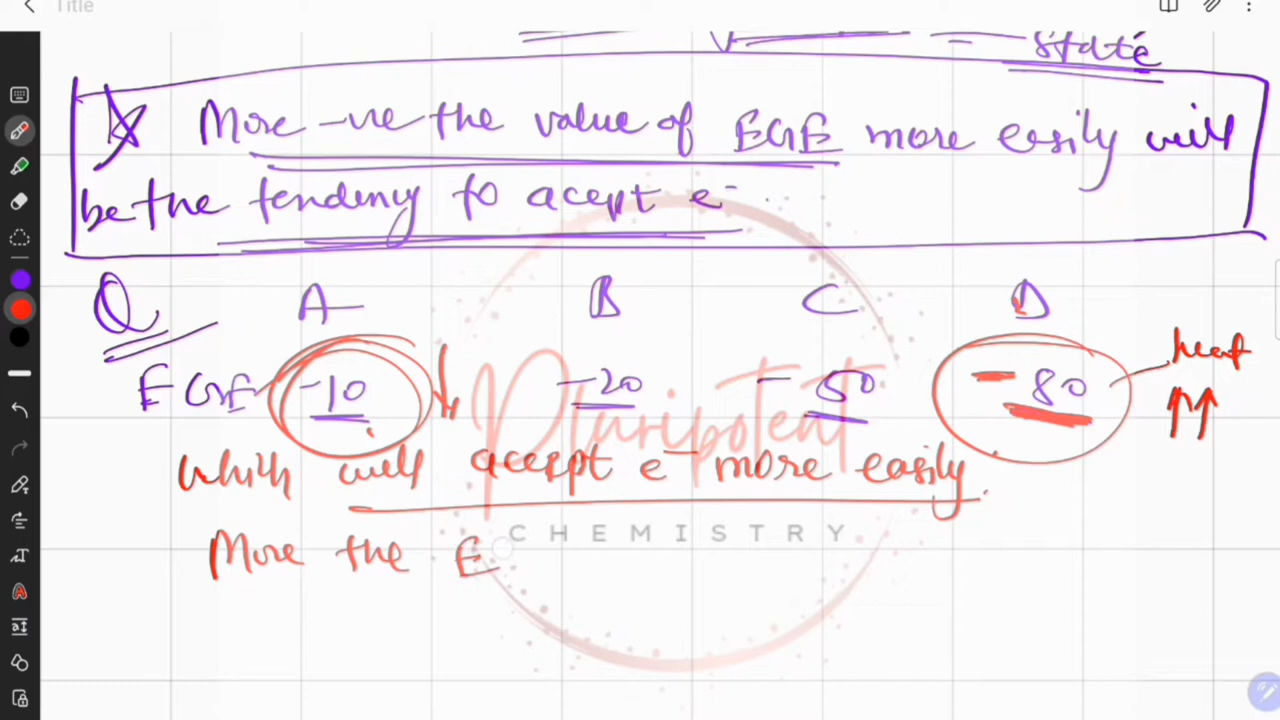 Title
state
More -ve the value of EGE more easily will
be the tendency to acept e⁻ .
Q A B C D
EGE -10 -20 - 50 - 80 heat ↑↑
which will accept e⁻ more easily.
More the E
Pluripotent
CHEMISTRY